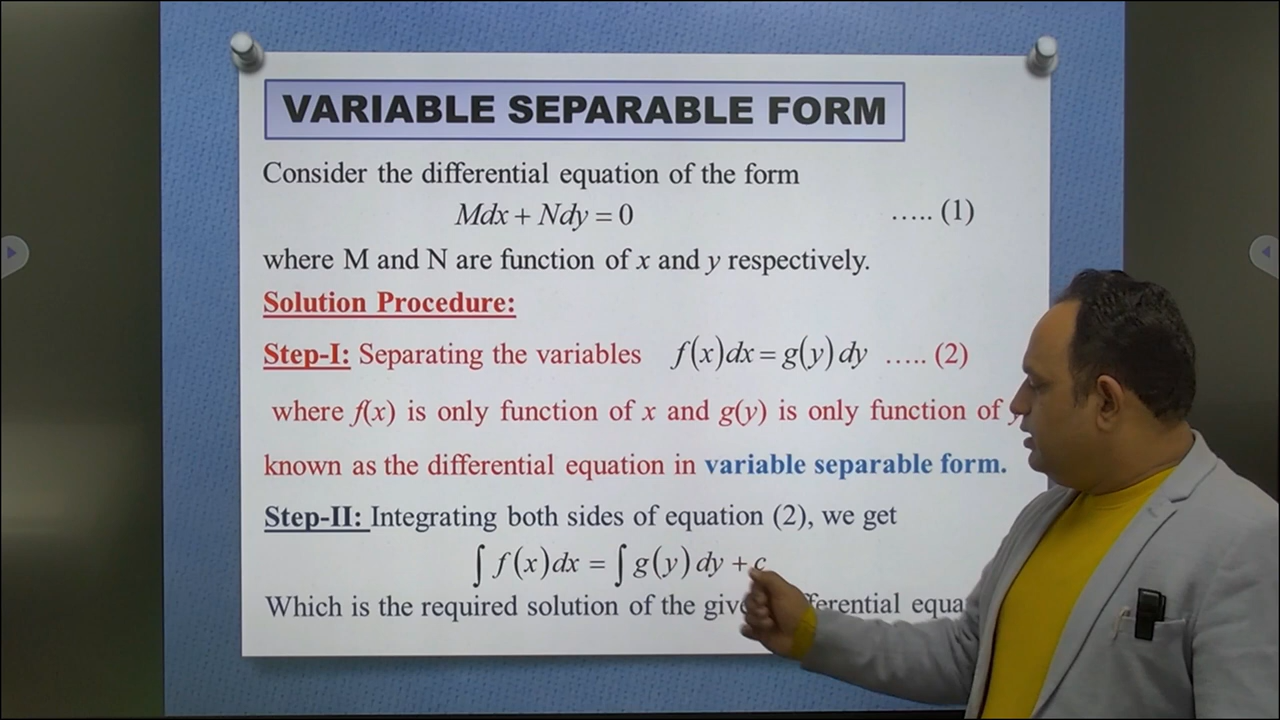 VARIABLE SEPARABLE FORM
Consider the differential equation of the form
Mdx + Ndy = 0 ..... (1)
where M and N are function of x and y respectively.
Solution Procedure:
Step-I: Separating the variables f(x)dx = g(y)dy ..... (2)
where f(x) is only function of x and g(y) is only function of
known as the differential equation in variable separable form.
Step-II: Integrating both sides of equation (2), we get
∫ f(x)dx = ∫ g(y)dy + c
Which is the required solution of the